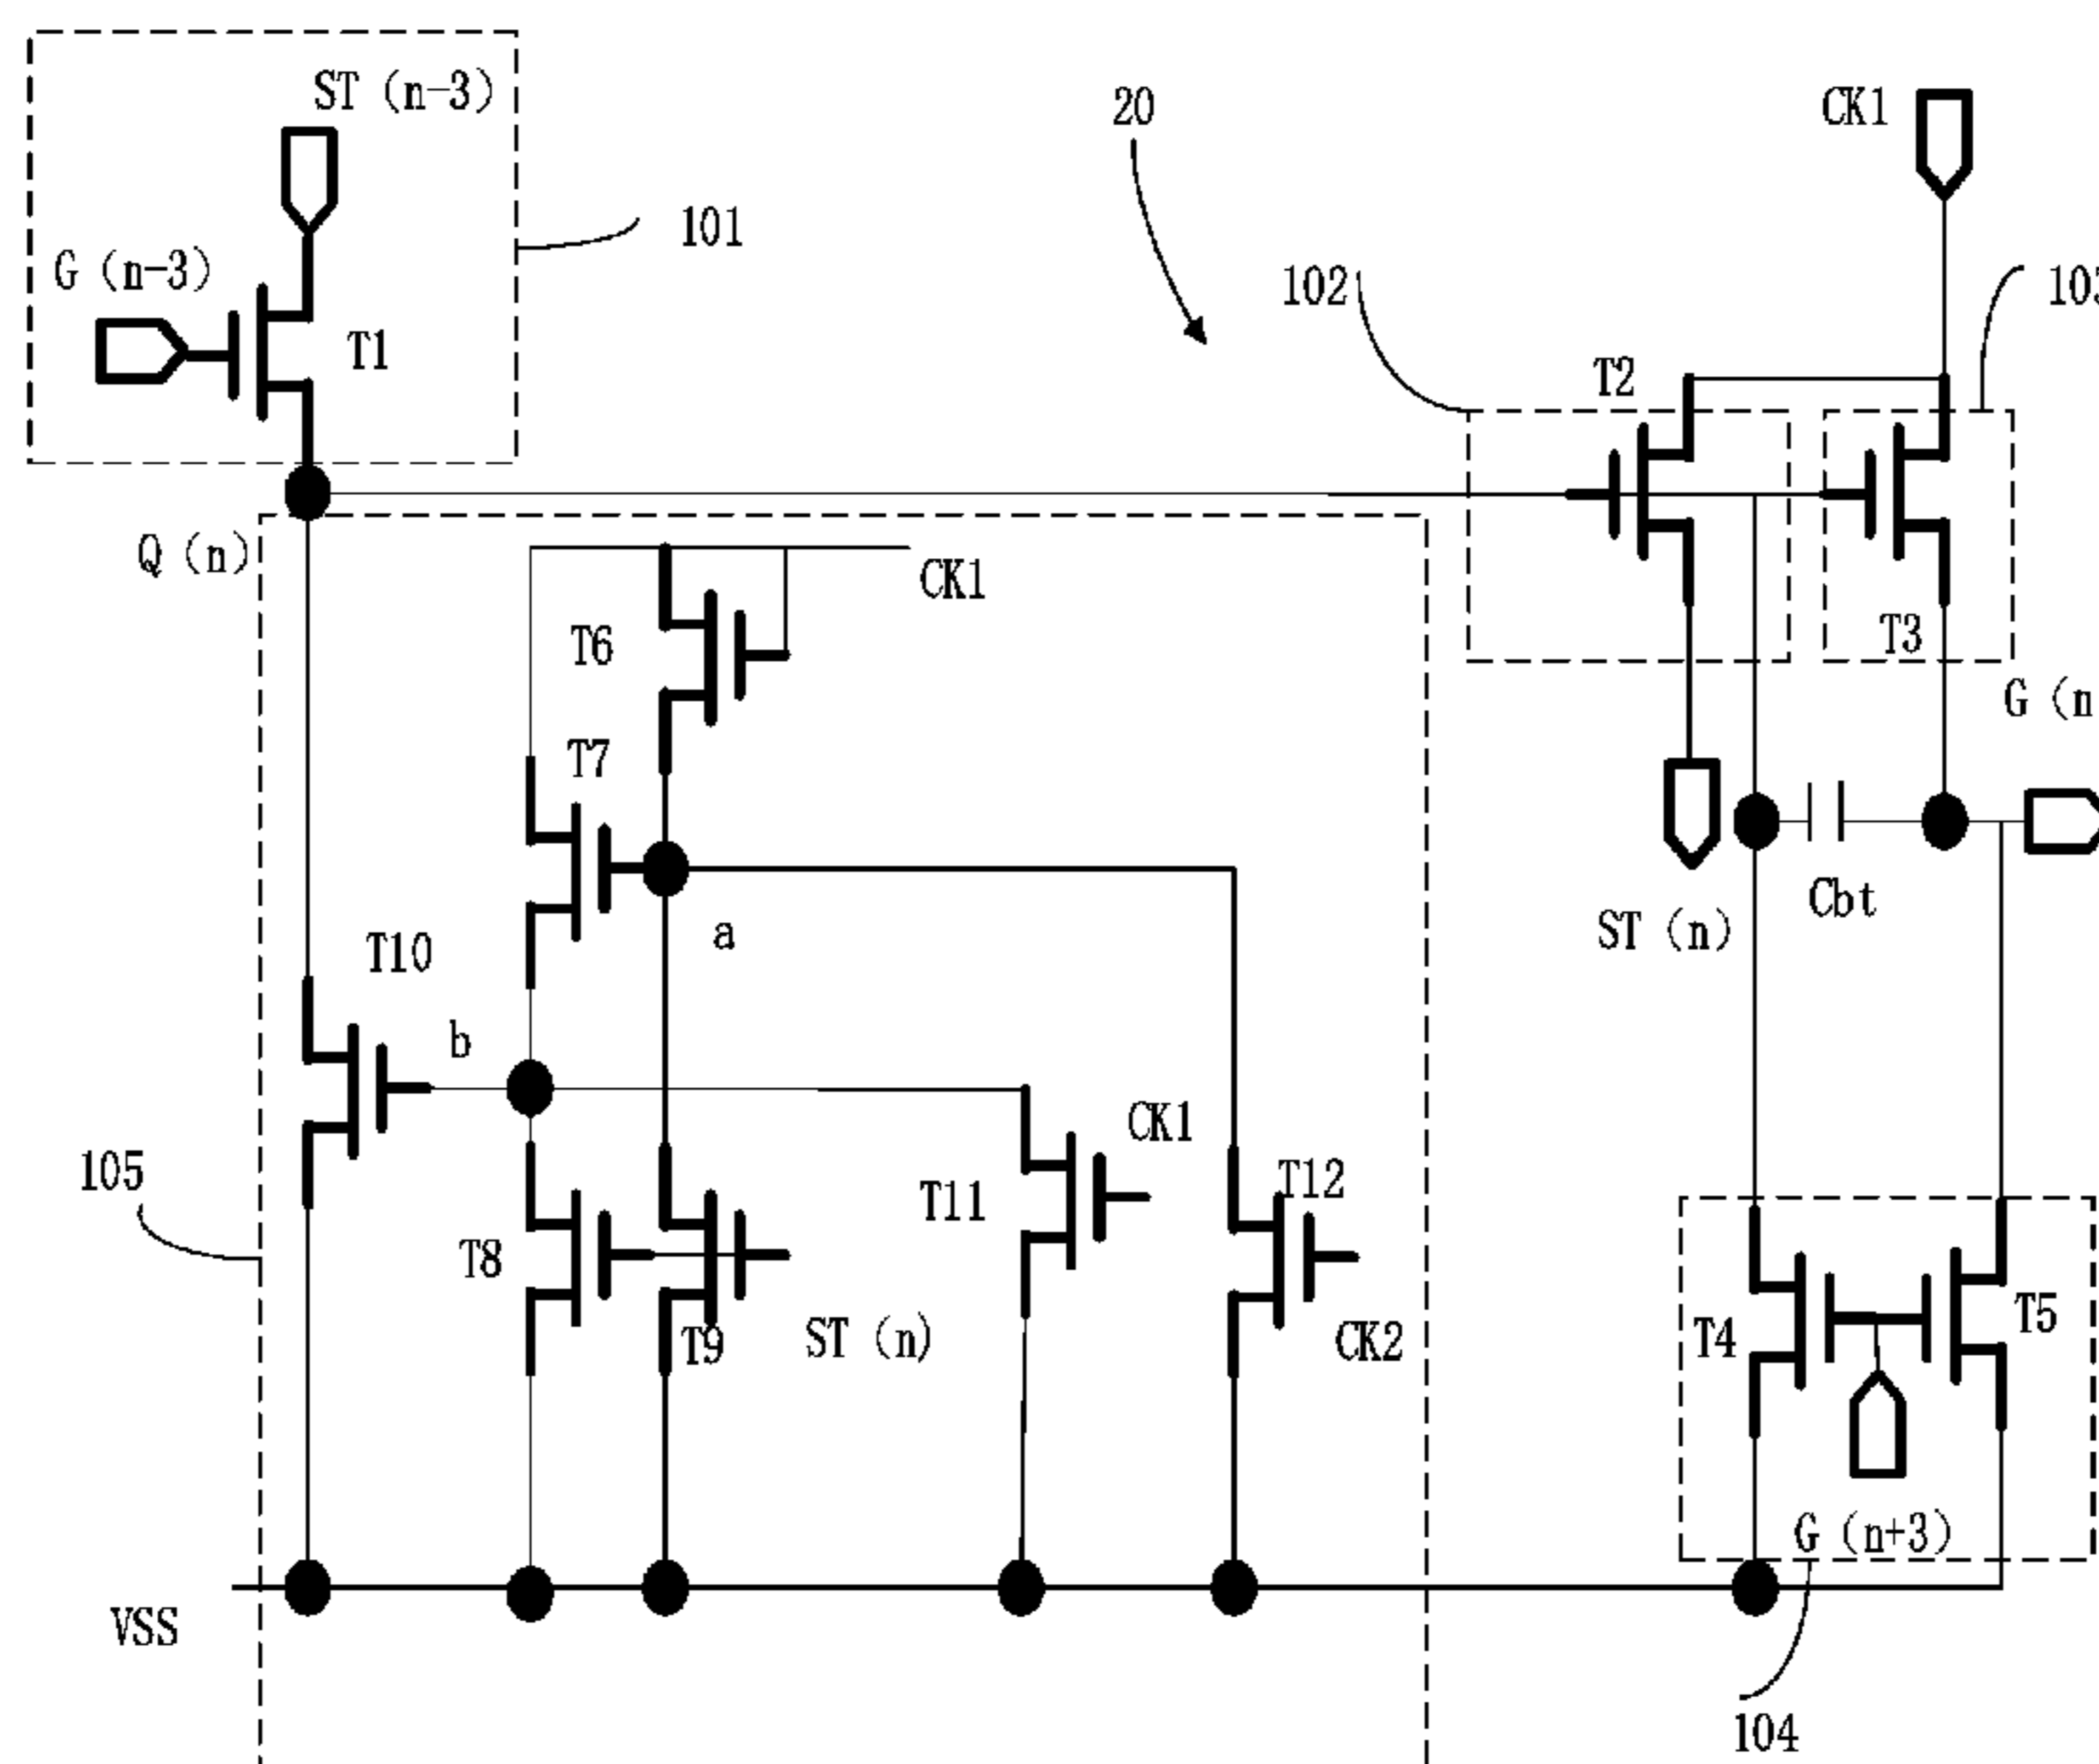 ST (n-3)
20
CK1
101
G (n-3)
102
T1
T2
Q (n)
CK1
T6
T3
G (n
T7
Cbt
ST (n)
a
T10
b
CK1
105
T12
T11
T8
T9
ST (n)
CK2
T4
T5
G (n+3)
VSS
104